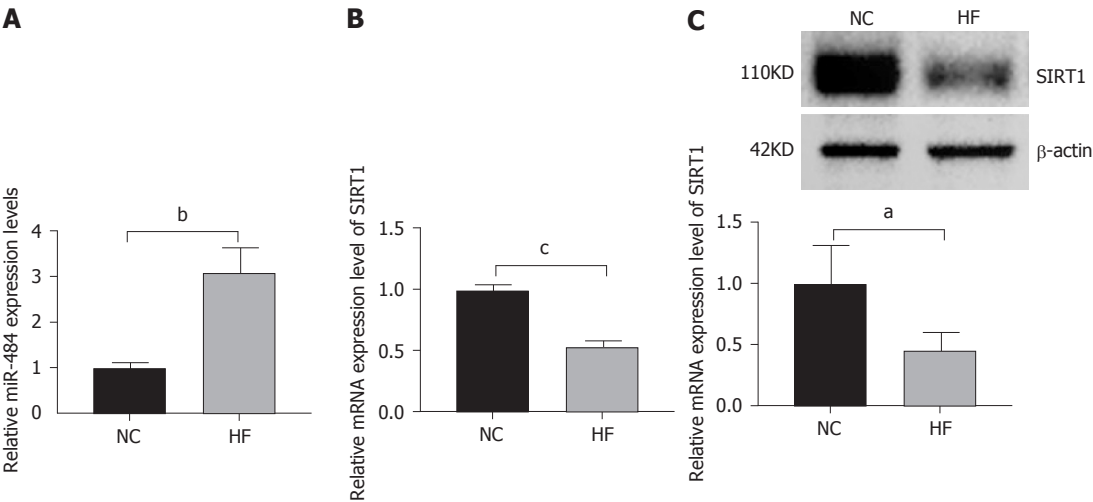 A
Relative miR-484 expression levels
4
3
2
1
0
b
NC
HF
B
Relative mRNA expression level of SIRT1
1.5
1.0
0.5
0.0
c
NC
HF
C
NC
HF
110KD
SIRT1
42KD
β-actin
Relative mRNA expression level of SIRT1
1.5
1.0
0.5
0.0
a
NC
HF